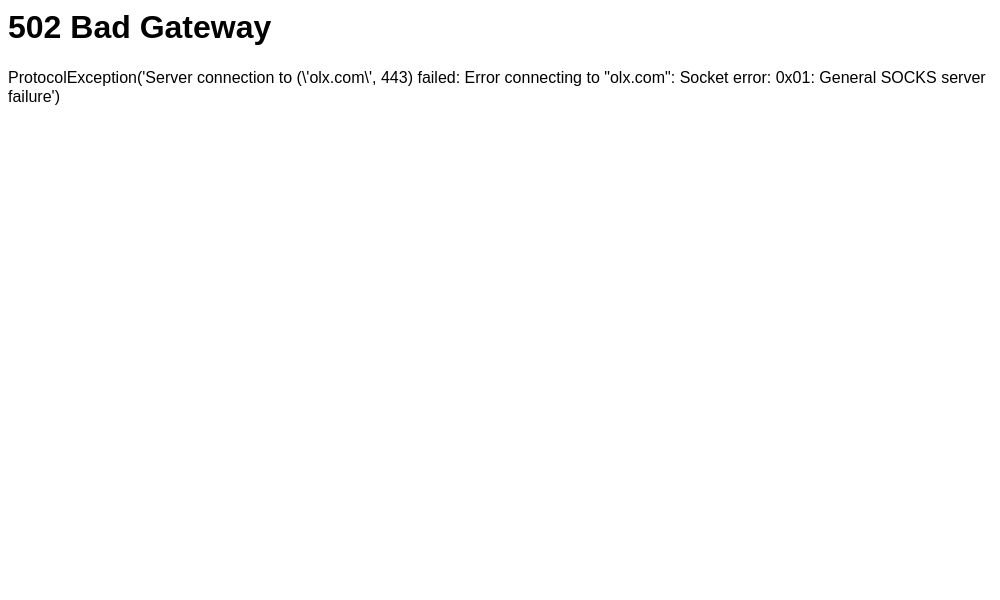 502 Bad Gateway
ProtocolException('Server connection to (\'olx.com\', 443) failed: Error connecting to "olx.com": Socket error: 0x01: General SOCKS server
failure')